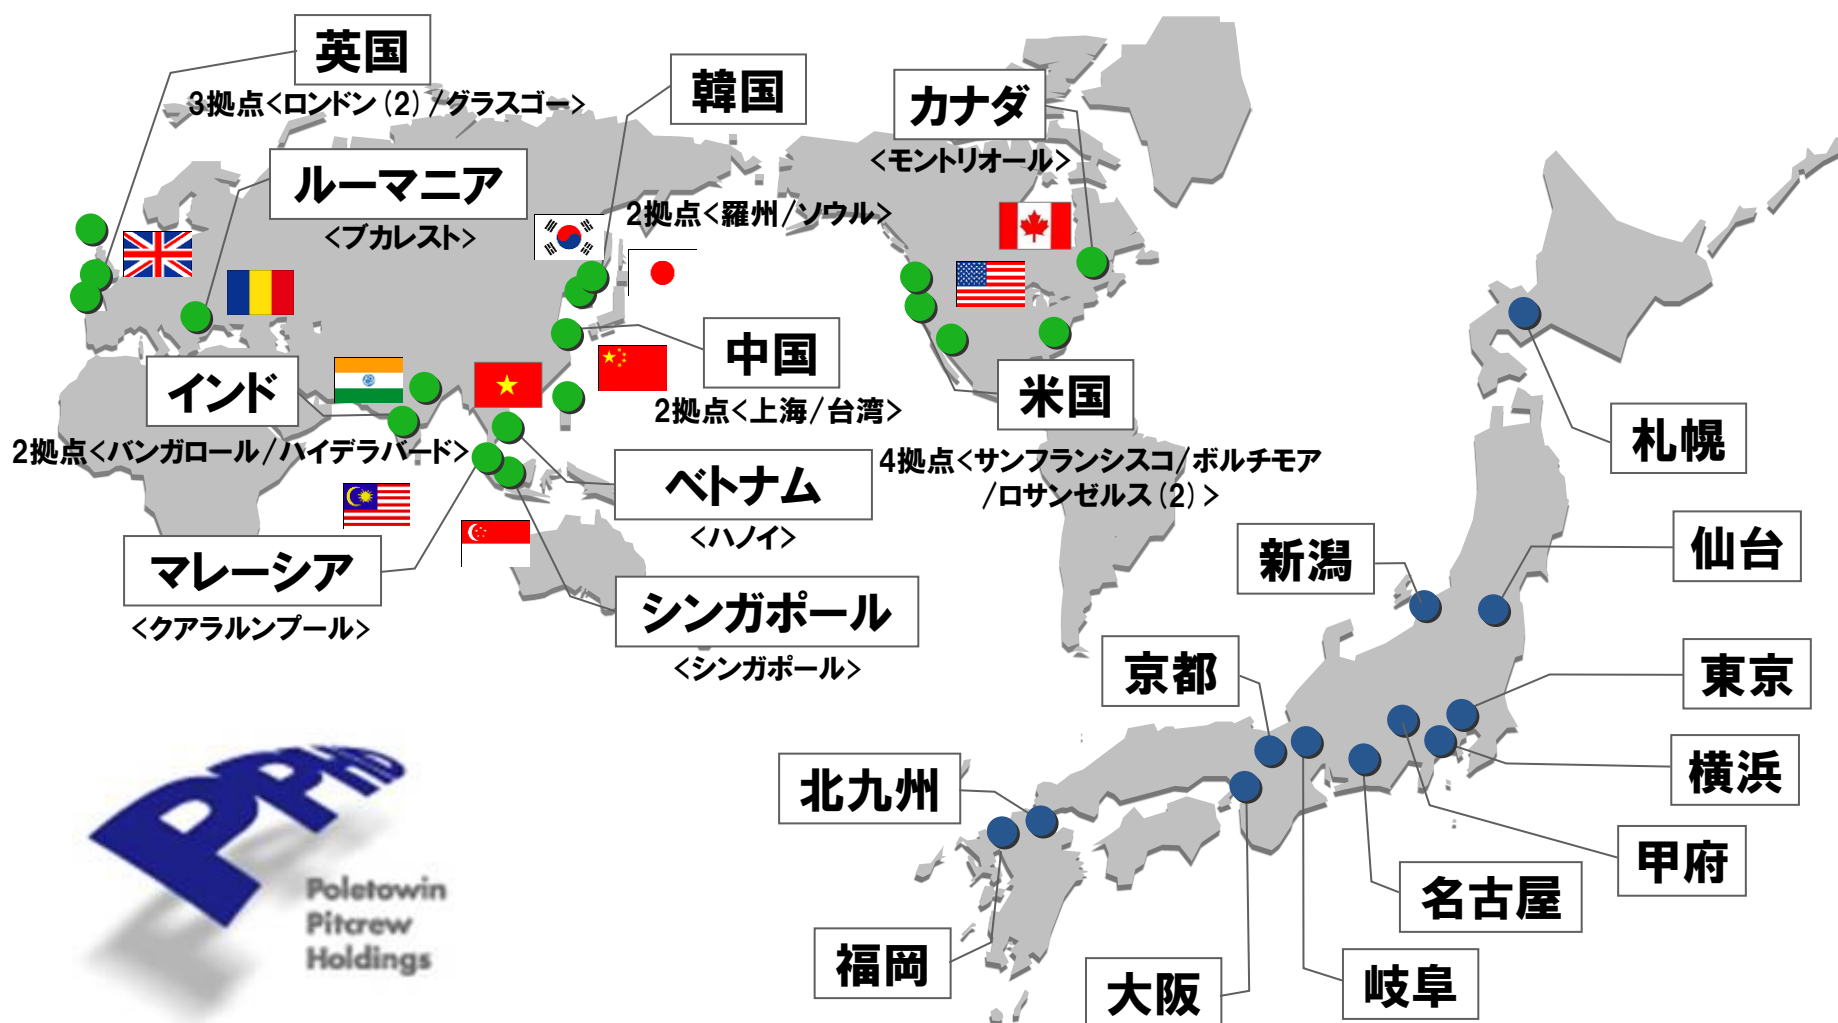 英国
3拠点<ロンドン(2)/グラスゴー>
韓国
2拠点<羅州/ソウル>
カナダ
<モントリオール>
ルーマニア
<ブカレスト>
中国
2拠点<上海/台湾>
米国
4拠点<サンフランシスコ/ボルチモア
/ロサンゼルス(2)>
インド
2拠点<バンガロール/ハイデラバード>
ベトナム
<ハノイ>
マレーシア
<クアラルンプール>
シンガポール
<シンガポール>
札幌
仙台
新潟
東京
京都
横浜
北九州
甲府
名古屋
福岡
大阪
岐阜
PPHD
Poletowin
Pitcrew
Holdings